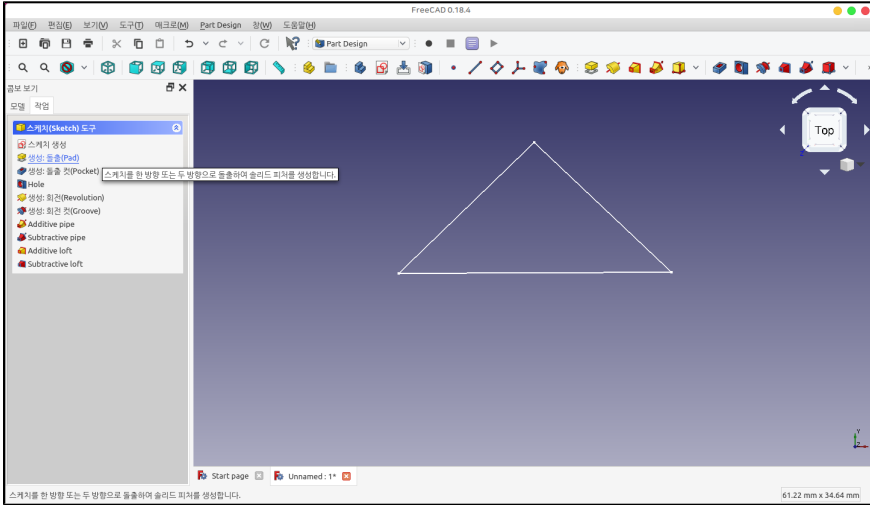 FreeCAD 0.18.4
파일(F) 편집(E) 보기(V) 도구(T) 매크로(M) Part Design 창(W) 도움말(H)
Part Design
콤보 보기
모델 작업
Top
스케치(Sketch) 도구
스케치 생성
생성: 돌출(Pad)
생성: 돌출 컷(Pocket)
스케치를 한 방향 또는 두 방향으로 돌출하여 솔리드 피처를 생성합니다.
Hole
생성: 회전(Revolution)
생성: 회전 컷(Groove)
Additive pipe
Subtractive pipe
Additive loft
Subtractive loft
Y
Z
Start page Unnamed : 1*
스케치를 한 방향 또는 두 방향으로 돌출하여 솔리드 피처를 생성합니다.
61.22 mm x 34.64 mm